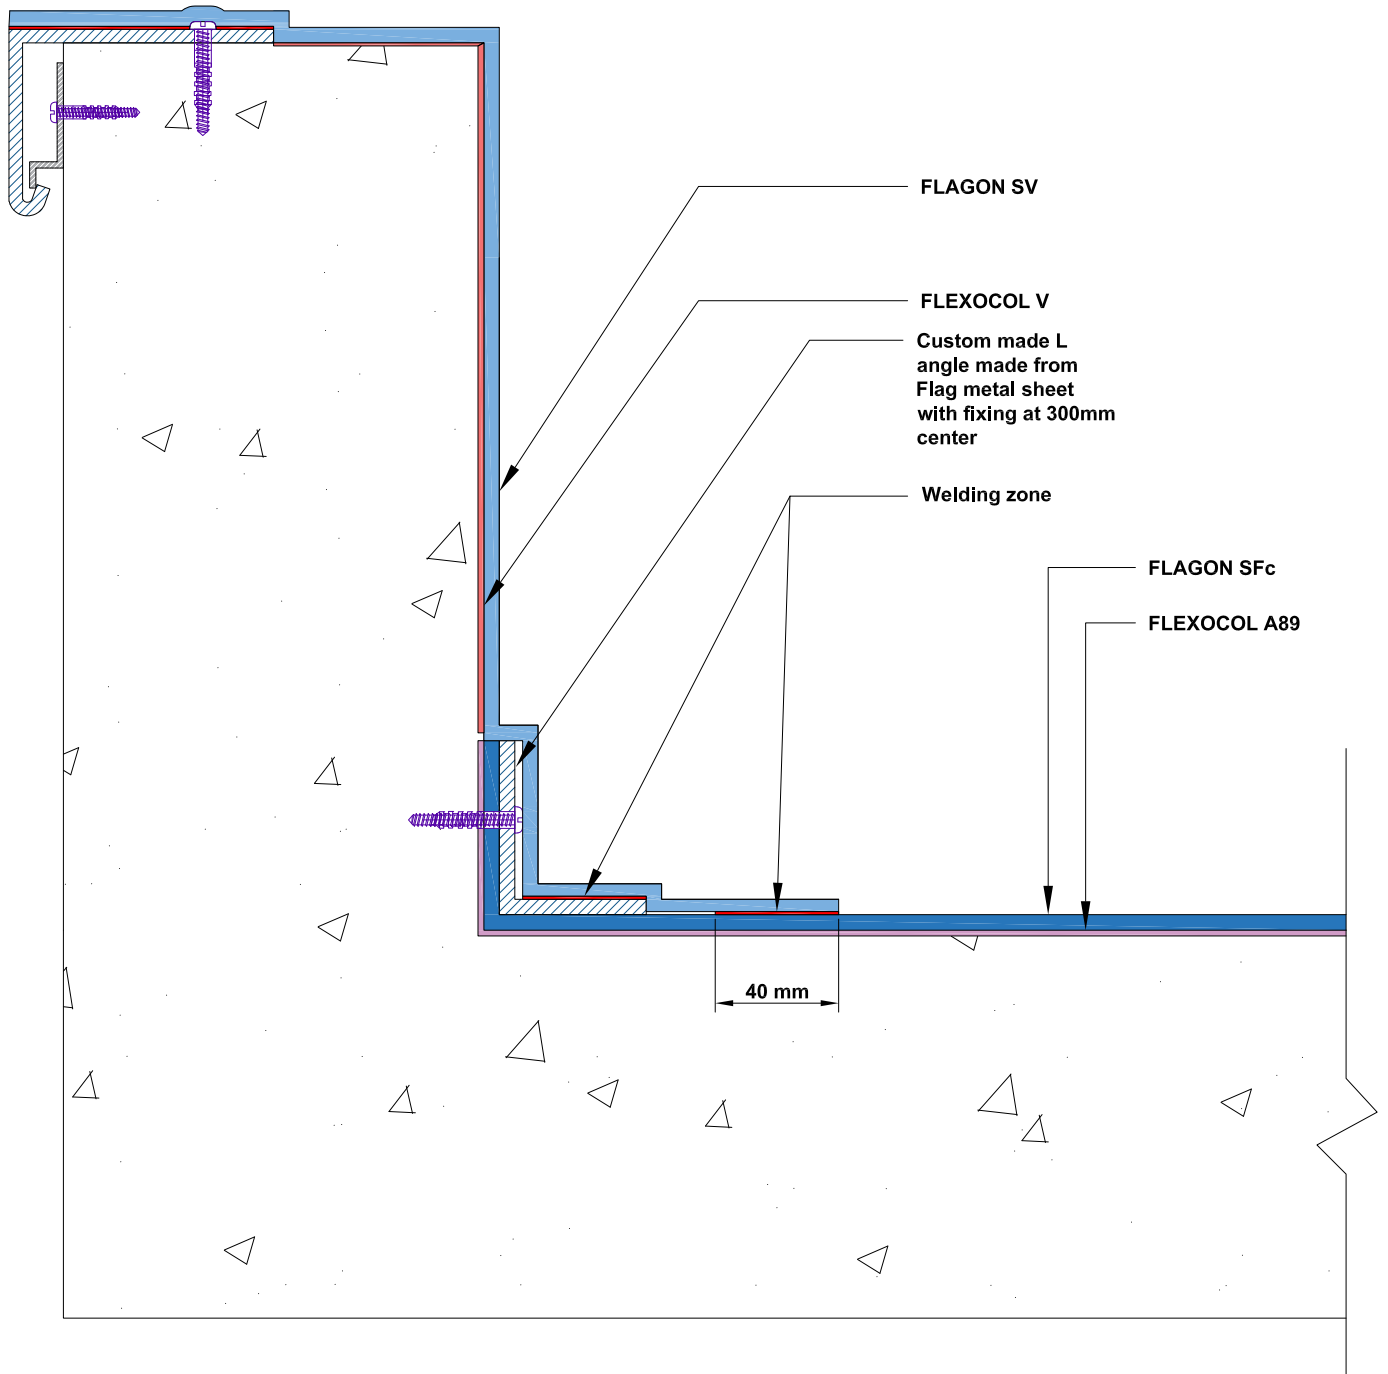 FLAGON SV
FLEXOCOL V
Custom made L
angle made from
Flag metal sheet
with fixing at 300mm
center
Welding zone
FLAGON SFc
FLEXOCOL A89
40 mm